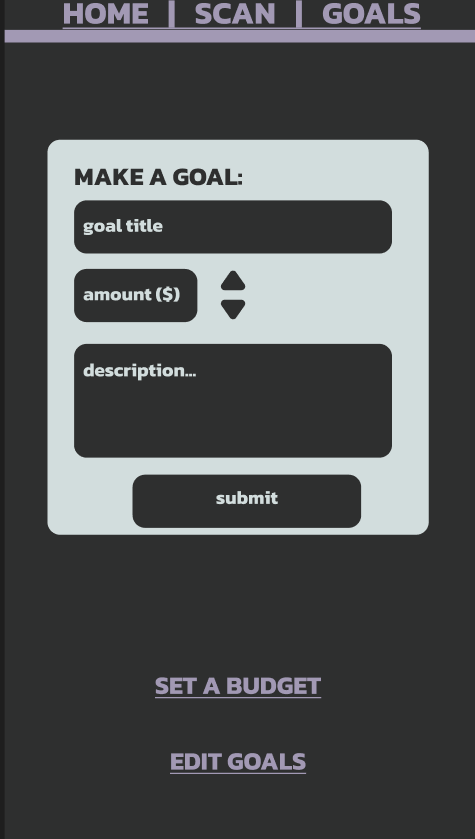 HOME | SCAN | GOALS
MAKE A GOAL:
goal title
amount ($)
description...
submit
SET A BUDGET
EDIT GOALS